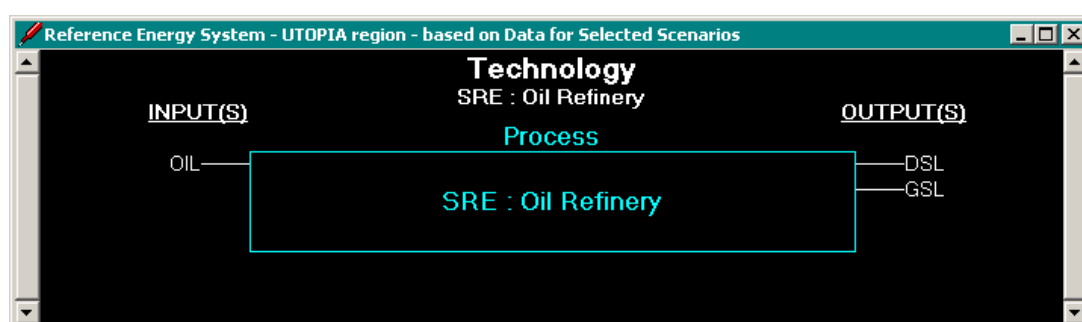 Reference Energy System - UTOPIA region - based on Data for Selected Scenarios
Technology
SRE : Oil Refinery
INPUT(S)
OUTPUT(S)
Process
OIL
DSL
GSL
SRE : Oil Refinery